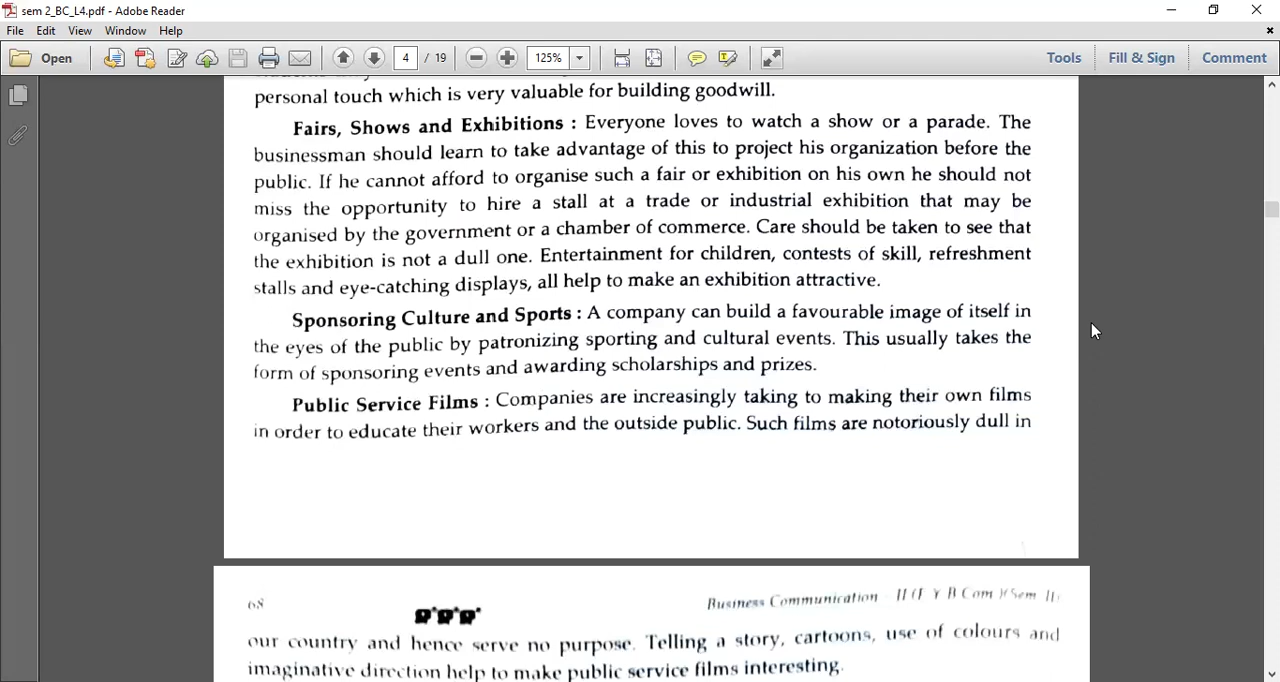 sem 2_BC_L4.pdf - Adobe Reader
File Edit View Window Help
Open 4 / 19 125% Tools Fill & Sign Comment
personal touch which is very valuable for building goodwill.
Fairs, Shows and Exhibitions : Everyone loves to watch a show or a parade. The
businessman should learn to take advantage of this to project his organization before the
public. If he cannot afford to organise such a fair or exhibition on his own he should not
miss the opportunity to hire a stall at a trade or industrial exhibition that may be
organised by the government or a chamber of commerce. Care should be taken to see that
the exhibition is not a dull one. Entertainment for children, contests of skill, refreshment
stalls and eye-catching displays, all help to make an exhibition attractive.
Sponsoring Culture and Sports : A company can build a favourable image of itself in
the eyes of the public by patronizing sporting and cultural events. This usually takes the
form of sponsoring events and awarding scholarships and prizes.
Public Service Films : Companies are increasingly taking to making their own films
in order to educate their workers and the outside public. Such films are notoriously dull in
68 Business Communication - II (F Y B Com )(Sem II)
our country and hence serve no purpose. Telling a story, cartoons, use of colours and
imaginative direction help to make public service films interesting.